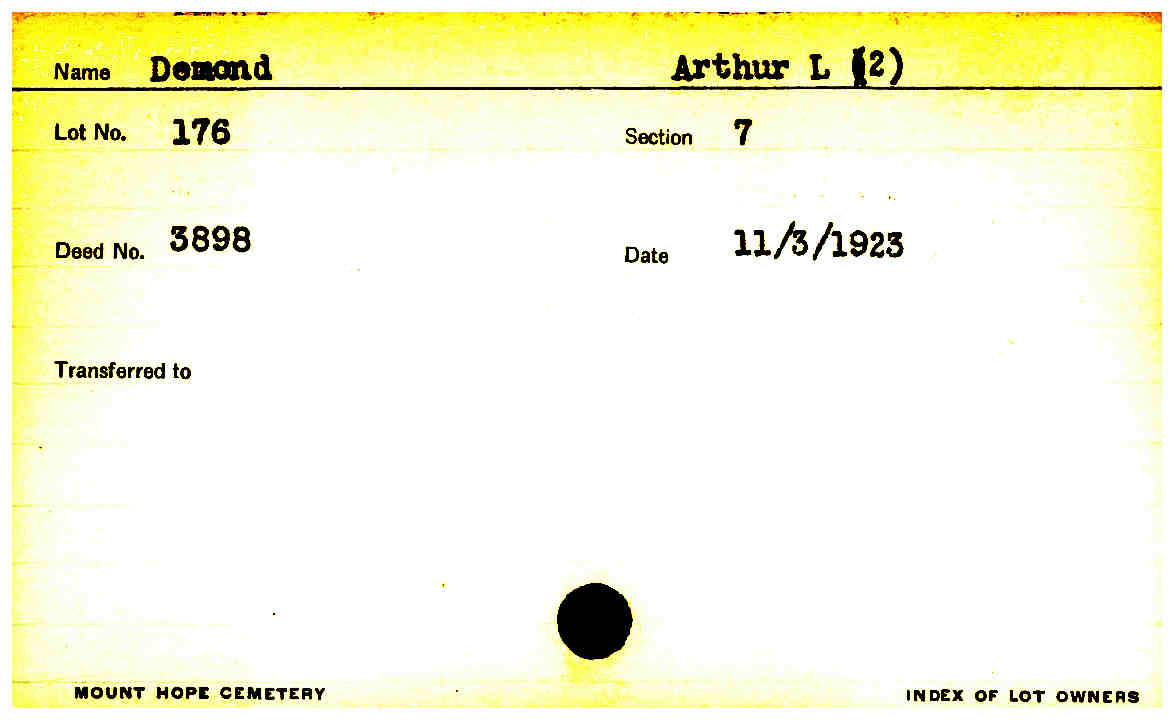 Name Demond Arthur L (2)
Lot No. 176 Section 7
Deed No. 3898 Date 11/3/1923
Transferred to
MOUNT HOPE CEMETERY INDEX OF LOT OWNERS